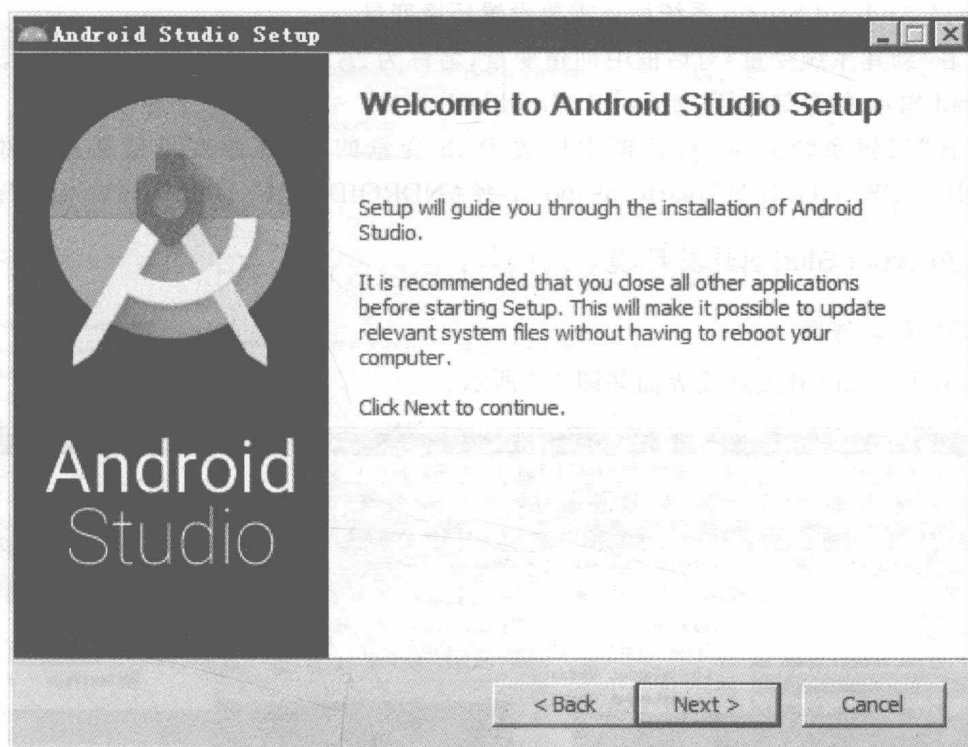 Android Studio Setup
Welcome to Android Studio Setup
Setup will guide you through the installation of Android
Studio.
It is recommended that you close all other applications
before starting Setup. This will make it possible to update
relevant system files without having to reboot your
computer.
Click Next to continue.
Android
Studio
< Back
Next >
Cancel